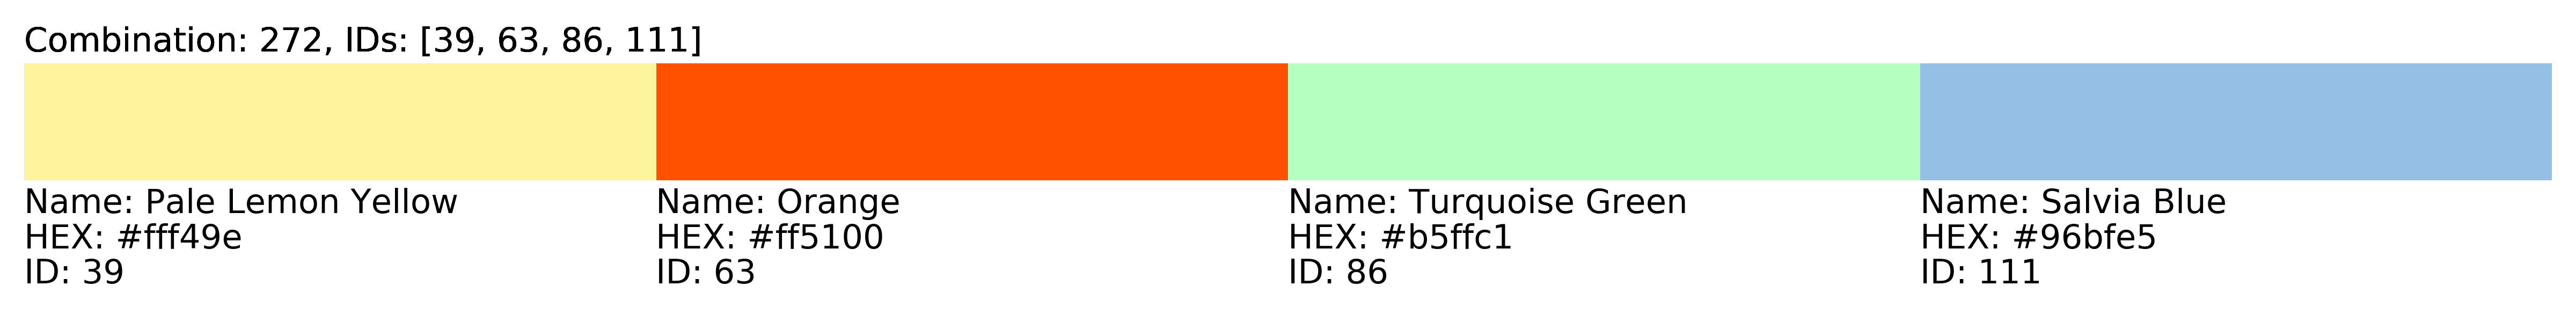 Combination: 272, IDs: [39, 63, 86, 111]
Name: Pale Lemon Yellow
HEX: #fff49e
ID: 39
Name: Orange
HEX: #ff5100
ID: 63
Name: Turquoise Green
HEX: #b5ffc1
ID: 86
Name: Salvia Blue
HEX: #96bfe5
ID: 111